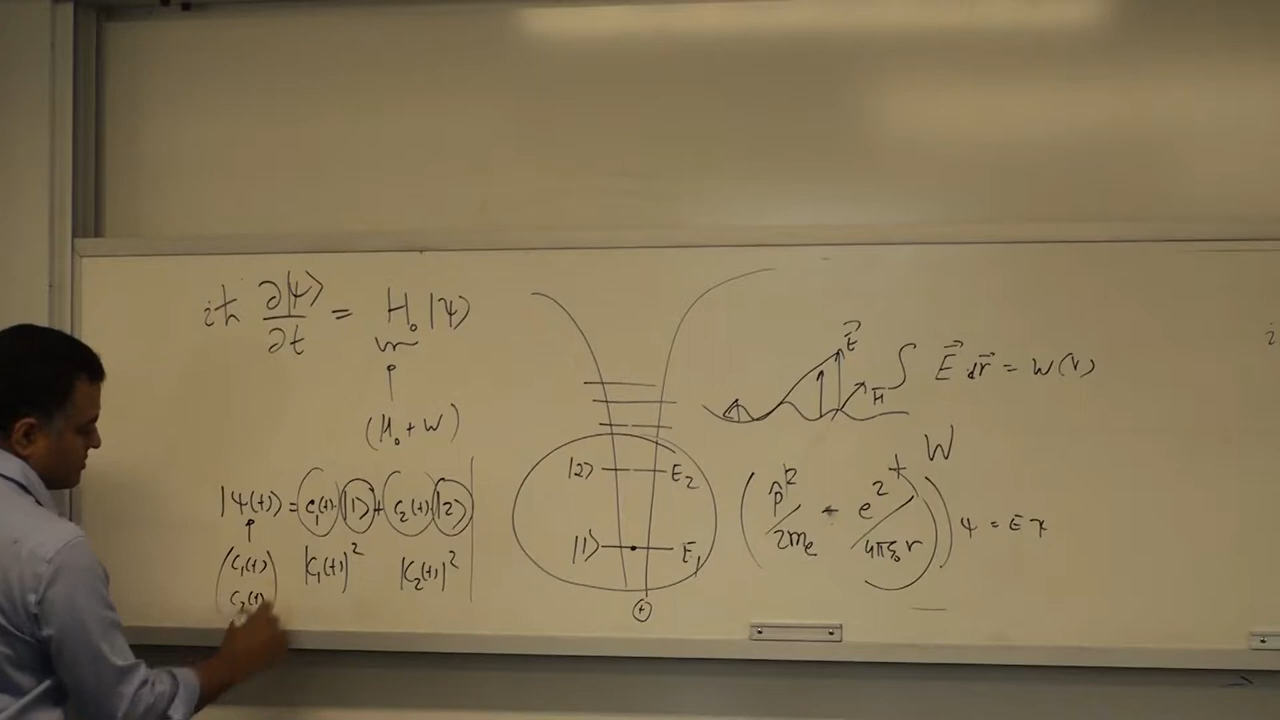 iħ ∂|ψ⟩/∂t = H₀|ψ⟩
(H₀ + W)
|ψ(t)⟩ = c₁(t)|1⟩ + c₂(t)|2⟩
(c₁(t)
c₂(t))
|c₁(t)|² |c₂(t)|²
|2⟩ E₂
|1⟩ E₁
+
E⃗
H
∫ E⃗ dr⃗ = W(r)
W
(p̂²/2mₑ - e²/4πε₀r + ) ψ = E